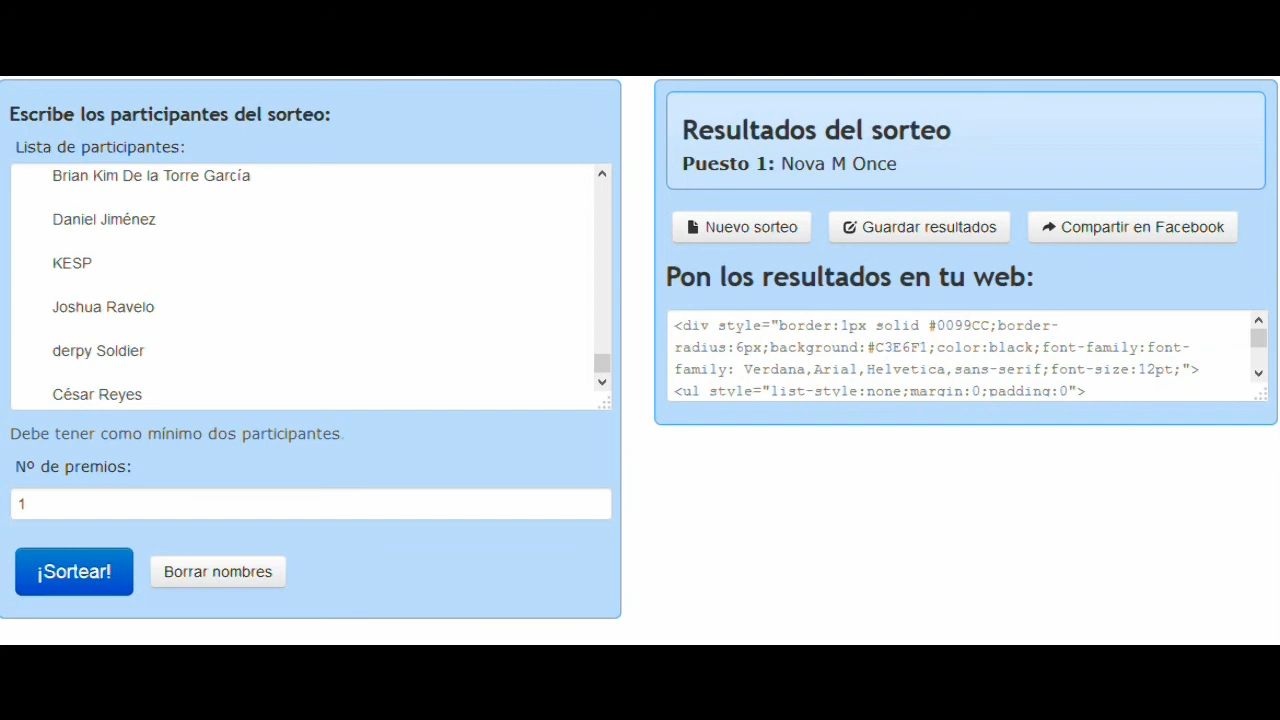 Escribe los participantes del sorteo:
Lista de participantes:
Brian Kim De la Torre García
Daniel Jiménez
KESP
Joshua Ravelo
derpy Soldier
César Reyes
Debe tener como mínimo dos participantes.
Nº de premios:
1
¡Sortear!
Borrar nombres
Resultados del sorteo
Puesto 1: Nova M Once
Nuevo sorteo
Guardar resultados
Compartir en Facebook
Pon los resultados en tu web:
<div style="border:1px solid #0099CC;border-
radius:6px;background:#C3E6F1;color:black;font-family:font-
family: Verdana,Arial,Helvetica,sans-serif;font-size:12pt;">
<ul style="list-style:none;margin:0;padding:0">